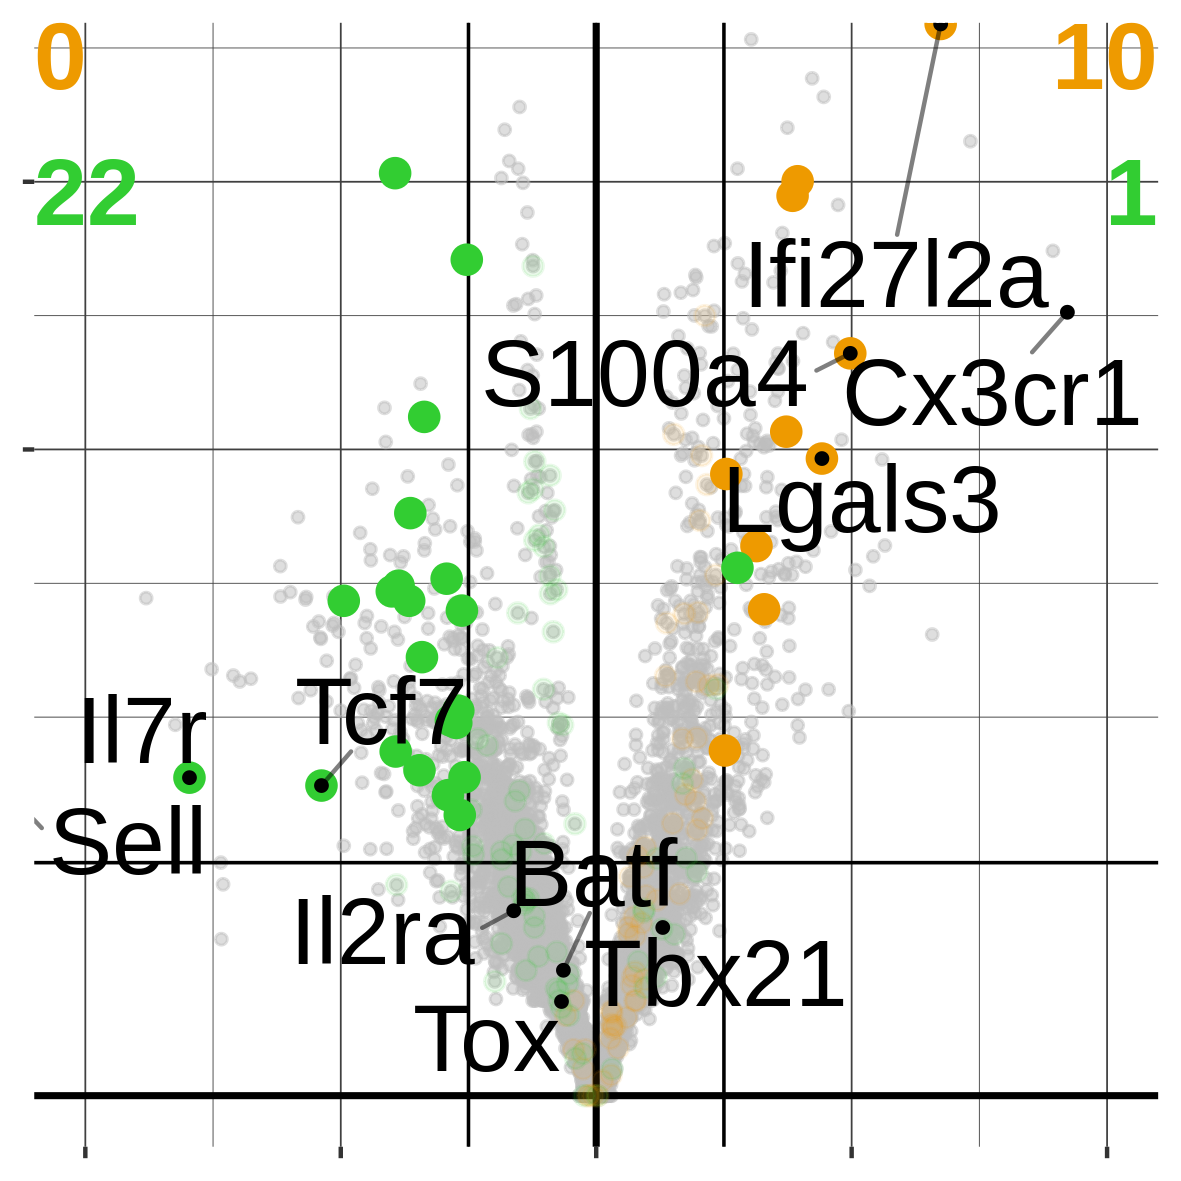 0 10
22 1
Ifi27l2a
S100a4
Cx3cr1
Lgals3
Tcf7
Il7r
Sell
Batf
Il2ra
Tbx21
Tox